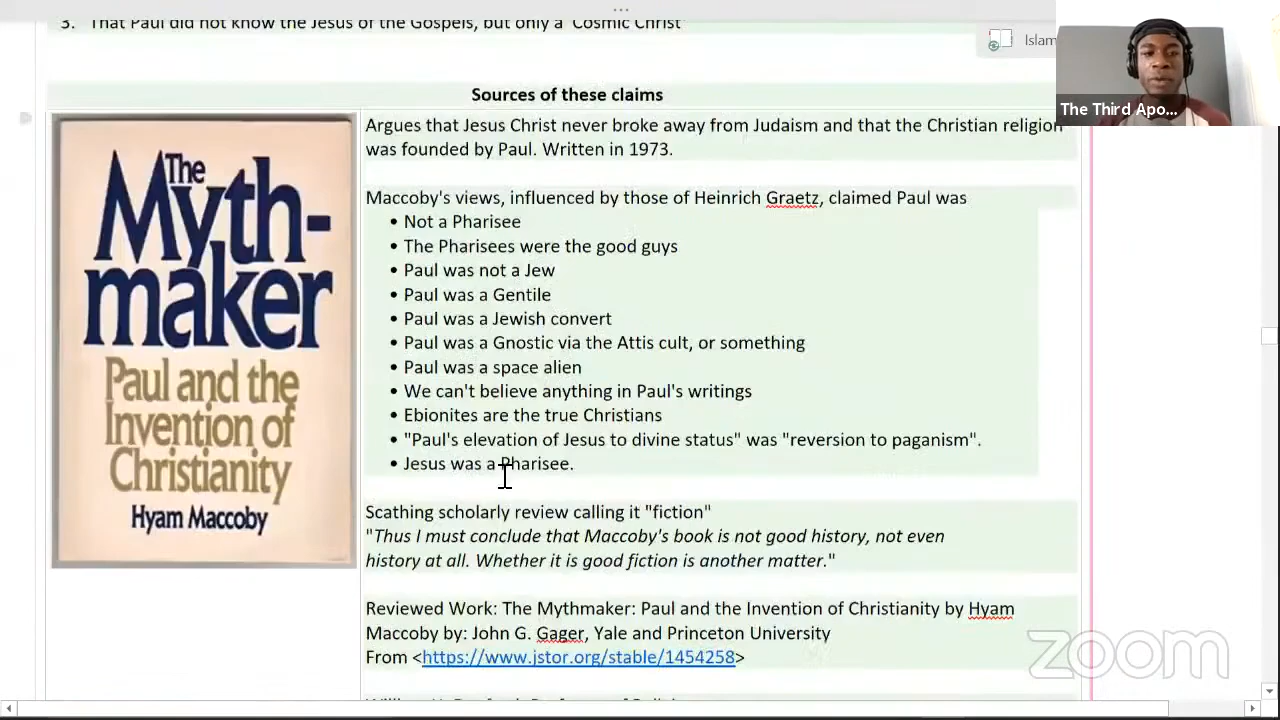 3. That Paul did not know the Jesus of the Gospels, but only a 'Cosmic Christ'
Islam
The Third Apo...
Sources of these claims
The
Myth-
maker
Paul and the
Invention of
Christianity
Hyam Maccoby
Argues that Jesus Christ never broke away from Judaism and that the Christian religion
was founded by Paul. Written in 1973.
Maccoby's views, influenced by those of Heinrich Graetz, claimed Paul was
• Not a Pharisee
• The Pharisees were the good guys
• Paul was not a Jew
• Paul was a Gentile
• Paul was a Jewish convert
• Paul was a Gnostic via the Attis cult, or something
• Paul was a space alien
• We can't believe anything in Paul's writings
• Ebionites are the true Christians
• "Paul's elevation of Jesus to divine status" was "reversion to paganism".
• Jesus was a Pharisee.
Scathing scholarly review calling it "fiction"
"Thus I must conclude that Maccoby's book is not good history, not even
history at all. Whether it is good fiction is another matter."
Reviewed Work: The Mythmaker: Paul and the Invention of Christianity by Hyam
Maccoby by: John G. Gager, Yale and Princeton University
From <https://www.jstor.org/stable/1454258>
zoom